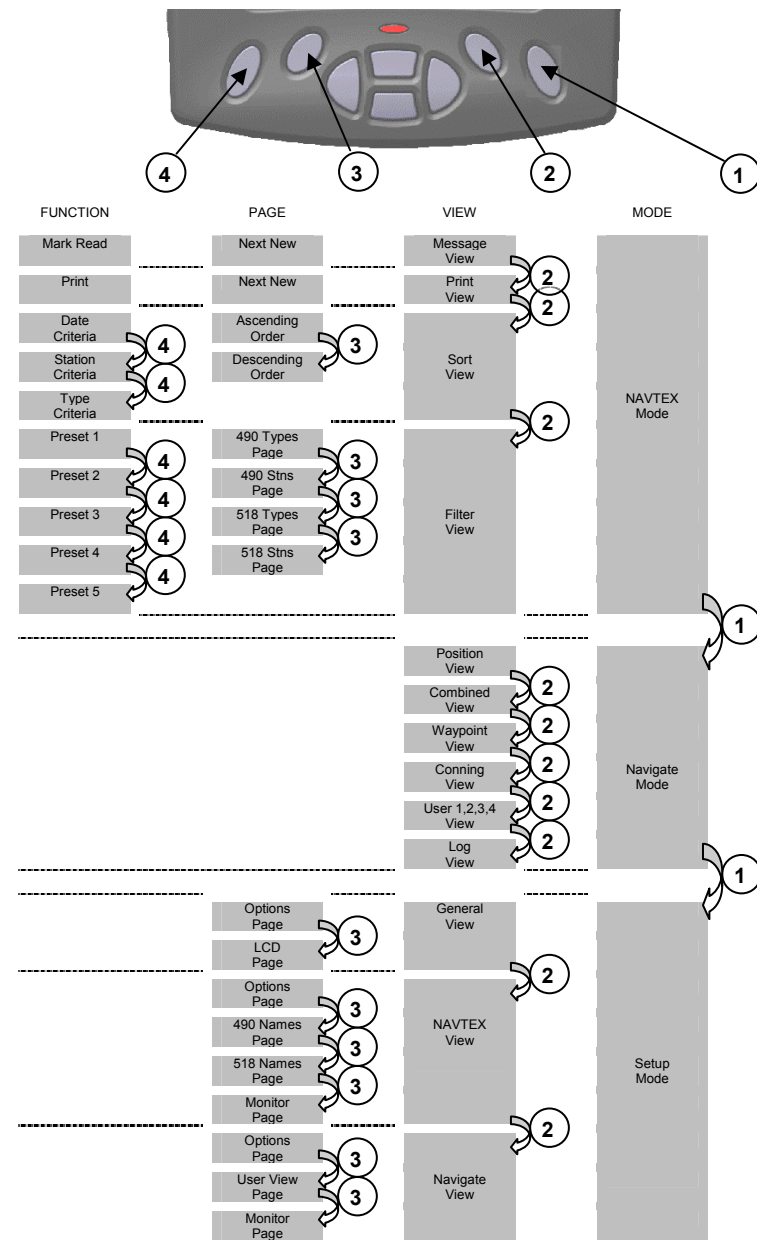 4 3 2 1
FUNCTION PAGE VIEW MODE
Mark Read
Next New
Message
View
2
Print
Next New
Print
View
2
Date
Criteria
4
Station
Criteria
4
Type
Criteria
Ascending
Order
3
Descending
Order
Sort
View
2
NAVTEX
Mode
Preset 1
4
Preset 2
4
Preset 3
4
Preset 4
4
Preset 5
490 Types
Page
3
490 Stns
Page
3
518 Types
Page
3
518 Stns
Page
Filter
View
1
Position
View
2
Combined
View
2
Waypoint
View
2
Conning
View
2
User 1,2,3,4
View
2
Log
View
Navigate
Mode
1
Options
Page
3
LCD
Page
General
View
2
Options
Page
3
490 Names
Page
3
518 Names
Page
3
Monitor
Page
NAVTEX
View
2
Setup
Mode
Options
Page
3
User View
Page
3
Monitor
Page
Navigate
View